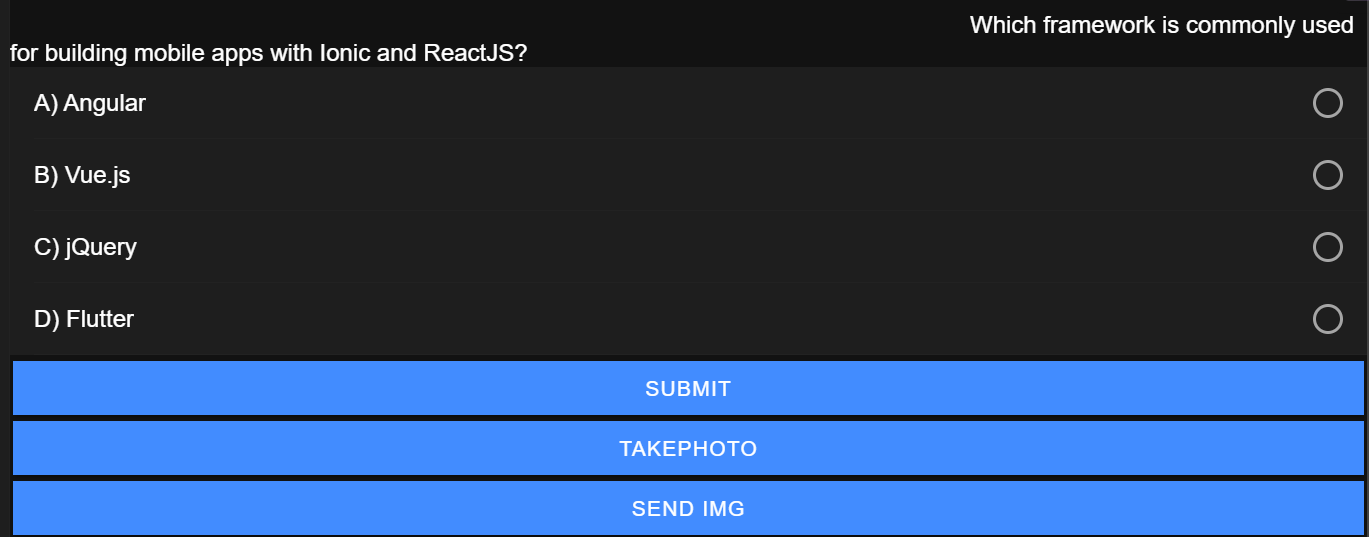 Which framework is commonly used
for building mobile apps with Ionic and ReactJS?
A) Angular
B) Vue.js
C) jQuery
D) Flutter
SUBMIT
TAKEPHOTO
SEND IMG